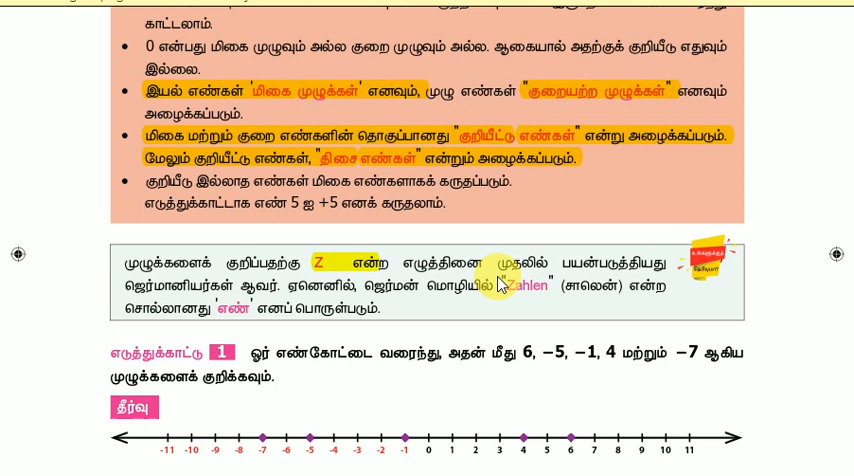 காட்டலாம்.
• 0 என்பது மிகை முழுவும் அல்ல குறை முழுவும் அல்ல. ஆகையால் அதற்குக் குறியீடு எதுவும்
இல்லை.
• இயல் எண்கள் 'மிகை முழுக்கள்' எனவும், முழு எண்கள் "குறையற்ற முழுக்கள்" எனவும்
அழைக்கப்படும்.
• மிகை மற்றும் குறை எண்களின் தொகுப்பானது "குறியீட்டு எண்கள்" என்று அழைக்கப்படும்.
மேலும் குறியீட்டு எண்கள், "திசை எண்கள்" என்றும் அழைக்கப்படும்.
• குறியீடு இல்லாத எண்கள் மிகை எண்களாகக் கருதப்படும்.
எடுத்துக்காட்டாக எண் 5 ஐ +5 எனக் கருதலாம்.
முழுக்களைக் குறிப்பதற்கு Z என்ற எழுத்தினை முதலில் பயன்படுத்தியது
ஜெர்மானியர்கள் ஆவர். ஏனெனில், ஜெர்மன் மொழியில் "Zahlen" (சாலென்) என்ற
சொல்லானது 'எண்' எனப் பொருள்படும்.
உங்களுக்குத்
தெரியுமா?
எடுத்துக்காட்டு 1 ஓர் எண்கோட்டை வரைந்து, அதன் மீது 6, −5, −1, 4 மற்றும் −7 ஆகிய
முழுக்களைக் குறிக்கவும்.
தீர்வு
-11 -10 -9 -8 -7 -6 -5 -4 -3 -2 -1 0 1 2 3 4 5 6 7 8 9 10 11